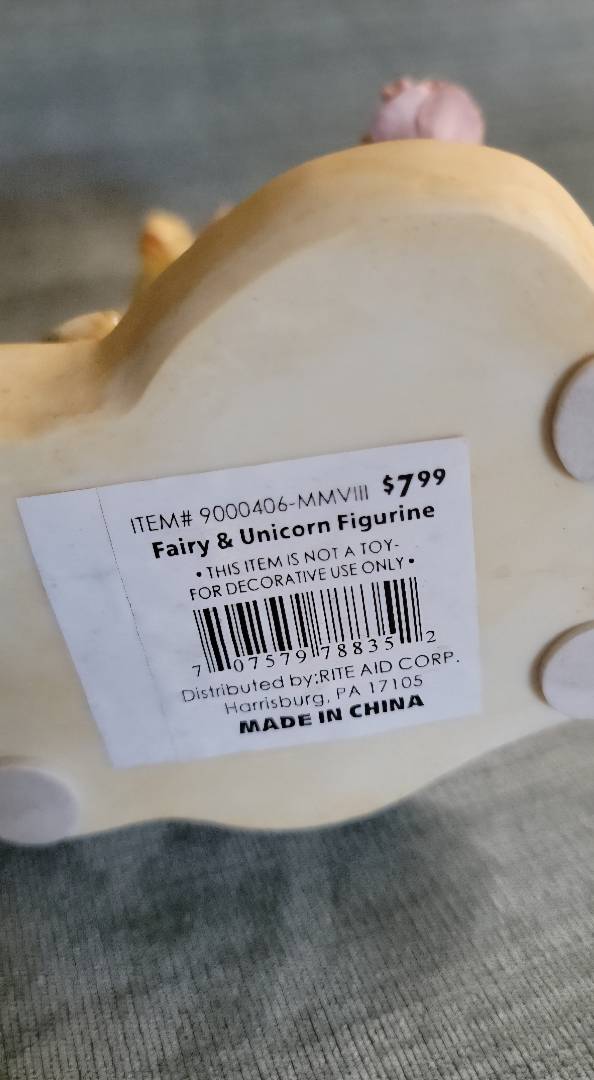 ITEM# 9000406-MMVIII $7.99
Fairy & Unicorn Figurine
• THIS ITEM IS NOT A TOY-
FOR DECORATIVE USE ONLY •
7 07579 78835 2
Distributed by:RITE AID CORP.
Harrisburg, PA 17105
MADE IN CHINA